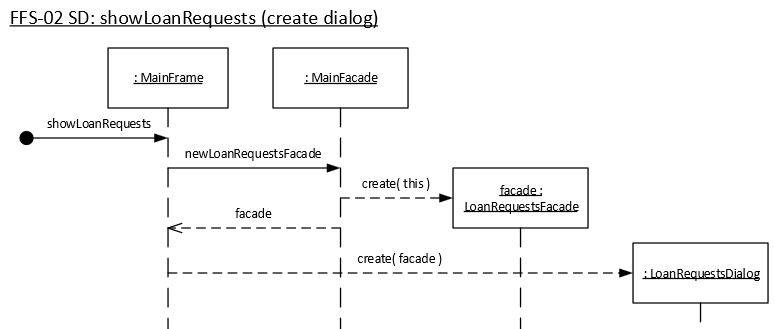 FFS-02 SD: showLoanRequests (create dialog)
: MainFrame
: MainFacade
showLoanRequests
newLoanRequestsFacade
create( this )
facade :
LoanRequestsFacade
facade
create( facade )
: LoanRequestsDialog